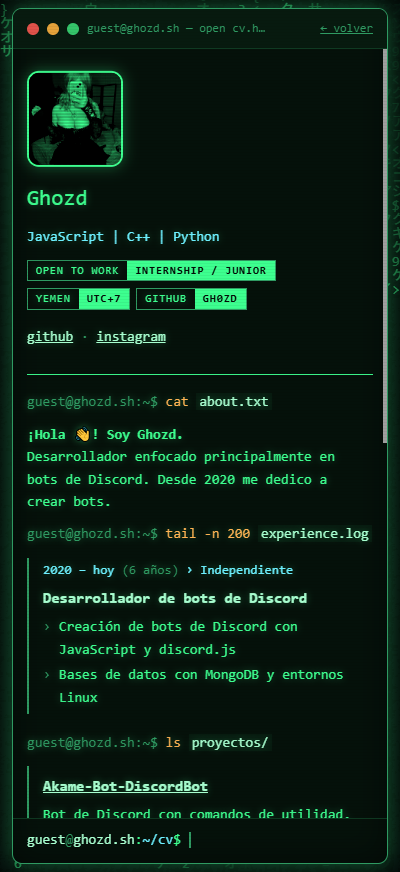 guest@ghozd.sh — open cv.h…
← volver
Ghozd
JavaScript | C++ | Python
OPEN TO WORK INTERNSHIP / JUNIOR
YEMEN UTC+7 GITHUB GH0ZD
github · instagram
guest@ghozd.sh:~$ cat about.txt
¡Hola 👋! Soy Ghozd.
Desarrollador enfocado principalmente en
bots de Discord. Desde 2020 me dedico a
crear bots.
guest@ghozd.sh:~$ tail -n 200 experience.log
2020 – hoy (6 años) › Independiente
Desarrollador de bots de Discord
› Creación de bots de Discord con
JavaScript y discord.js
› Bases de datos con MongoDB y entornos
Linux
guest@ghozd.sh:~$ ls proyectos/
Akame-Bot-DiscordBot
Bot de Discord con comandos de utilidad,
guest@ghozd.sh:~/cv$